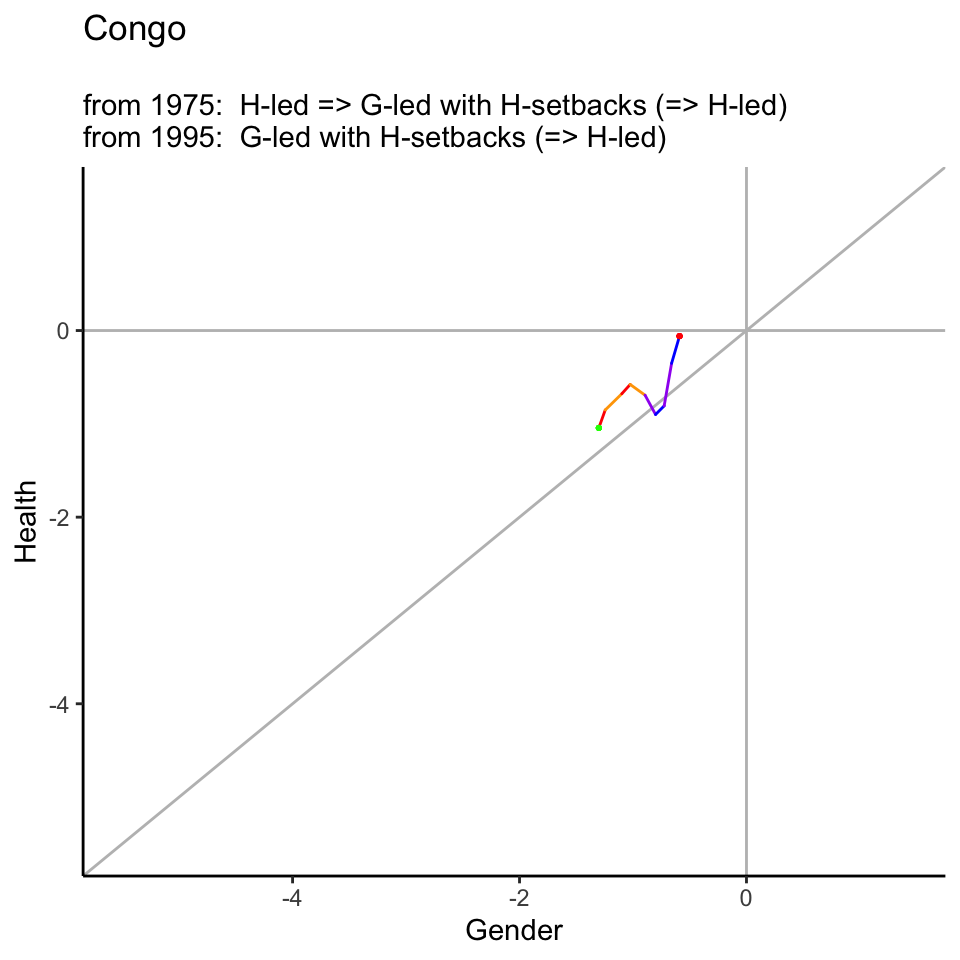 Congo
from 1975:  H-led => G-led with H-setbacks (=> H-led)
from 1995:  G-led with H-setbacks (=> H-led)
0
-2
-4
Health
-4
-2
0
Gender